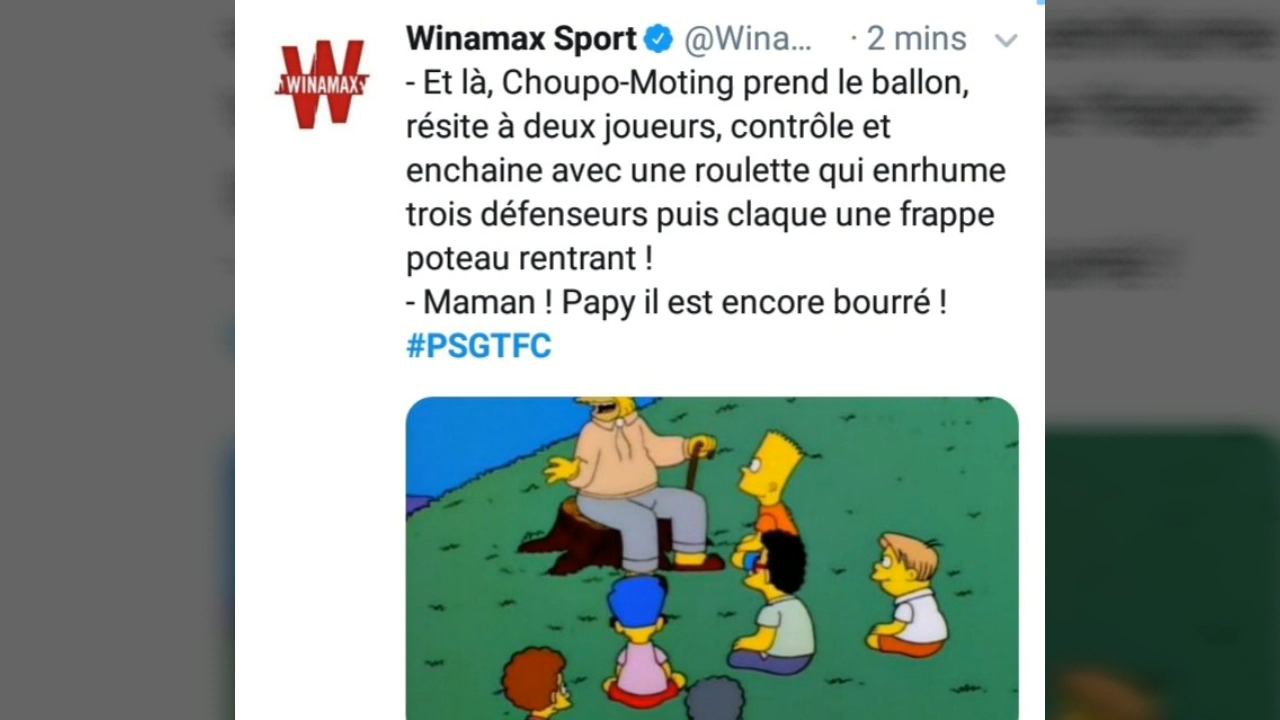 Winamax Sport @Wina... · 2 mins
WINAMAX
- Et là, Choupo-Moting prend le ballon,
résite à deux joueurs, contrôle et
enchaine avec une roulette qui enrhume
trois défenseurs puis claque une frappe
poteau rentrant !
- Maman ! Papy il est encore bourré !
#PSGTFC